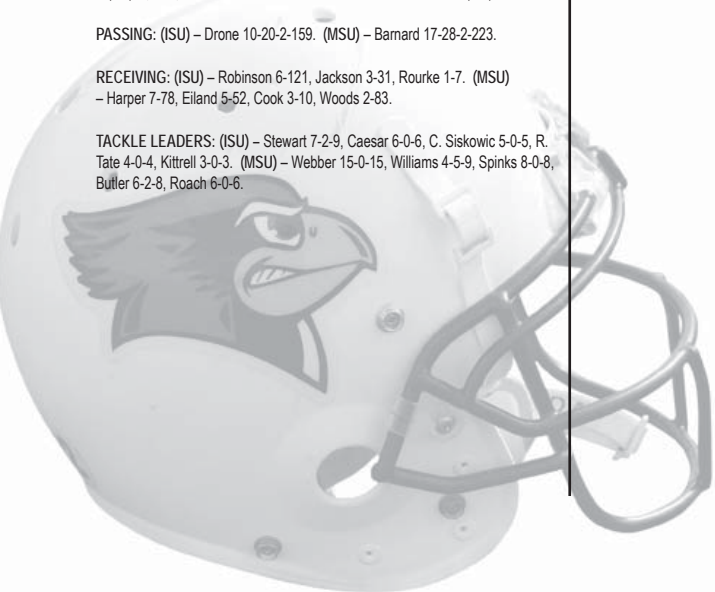 PASSING: (ISU) – Drone 10-20-2-159. (MSU) – Barnard 17-28-2-223.
RECEIVING: (ISU) – Robinson 6-121, Jackson 3-31, Rourke 1-7. (MSU)
– Harper 7-78, Eiland 5-52, Cook 3-10, Woods 2-83.
TACKLE LEADERS: (ISU) – Stewart 7-2-9, Caesar 6-0-6, C. Siskowic 5-0-5, R.
Tate 4-0-4, Kittrell 3-0-3. (MSU) – Webber 15-0-15, Williams 4-5-9, Spinks 8-0-8,
Butler 6-2-8, Roach 6-0-6.